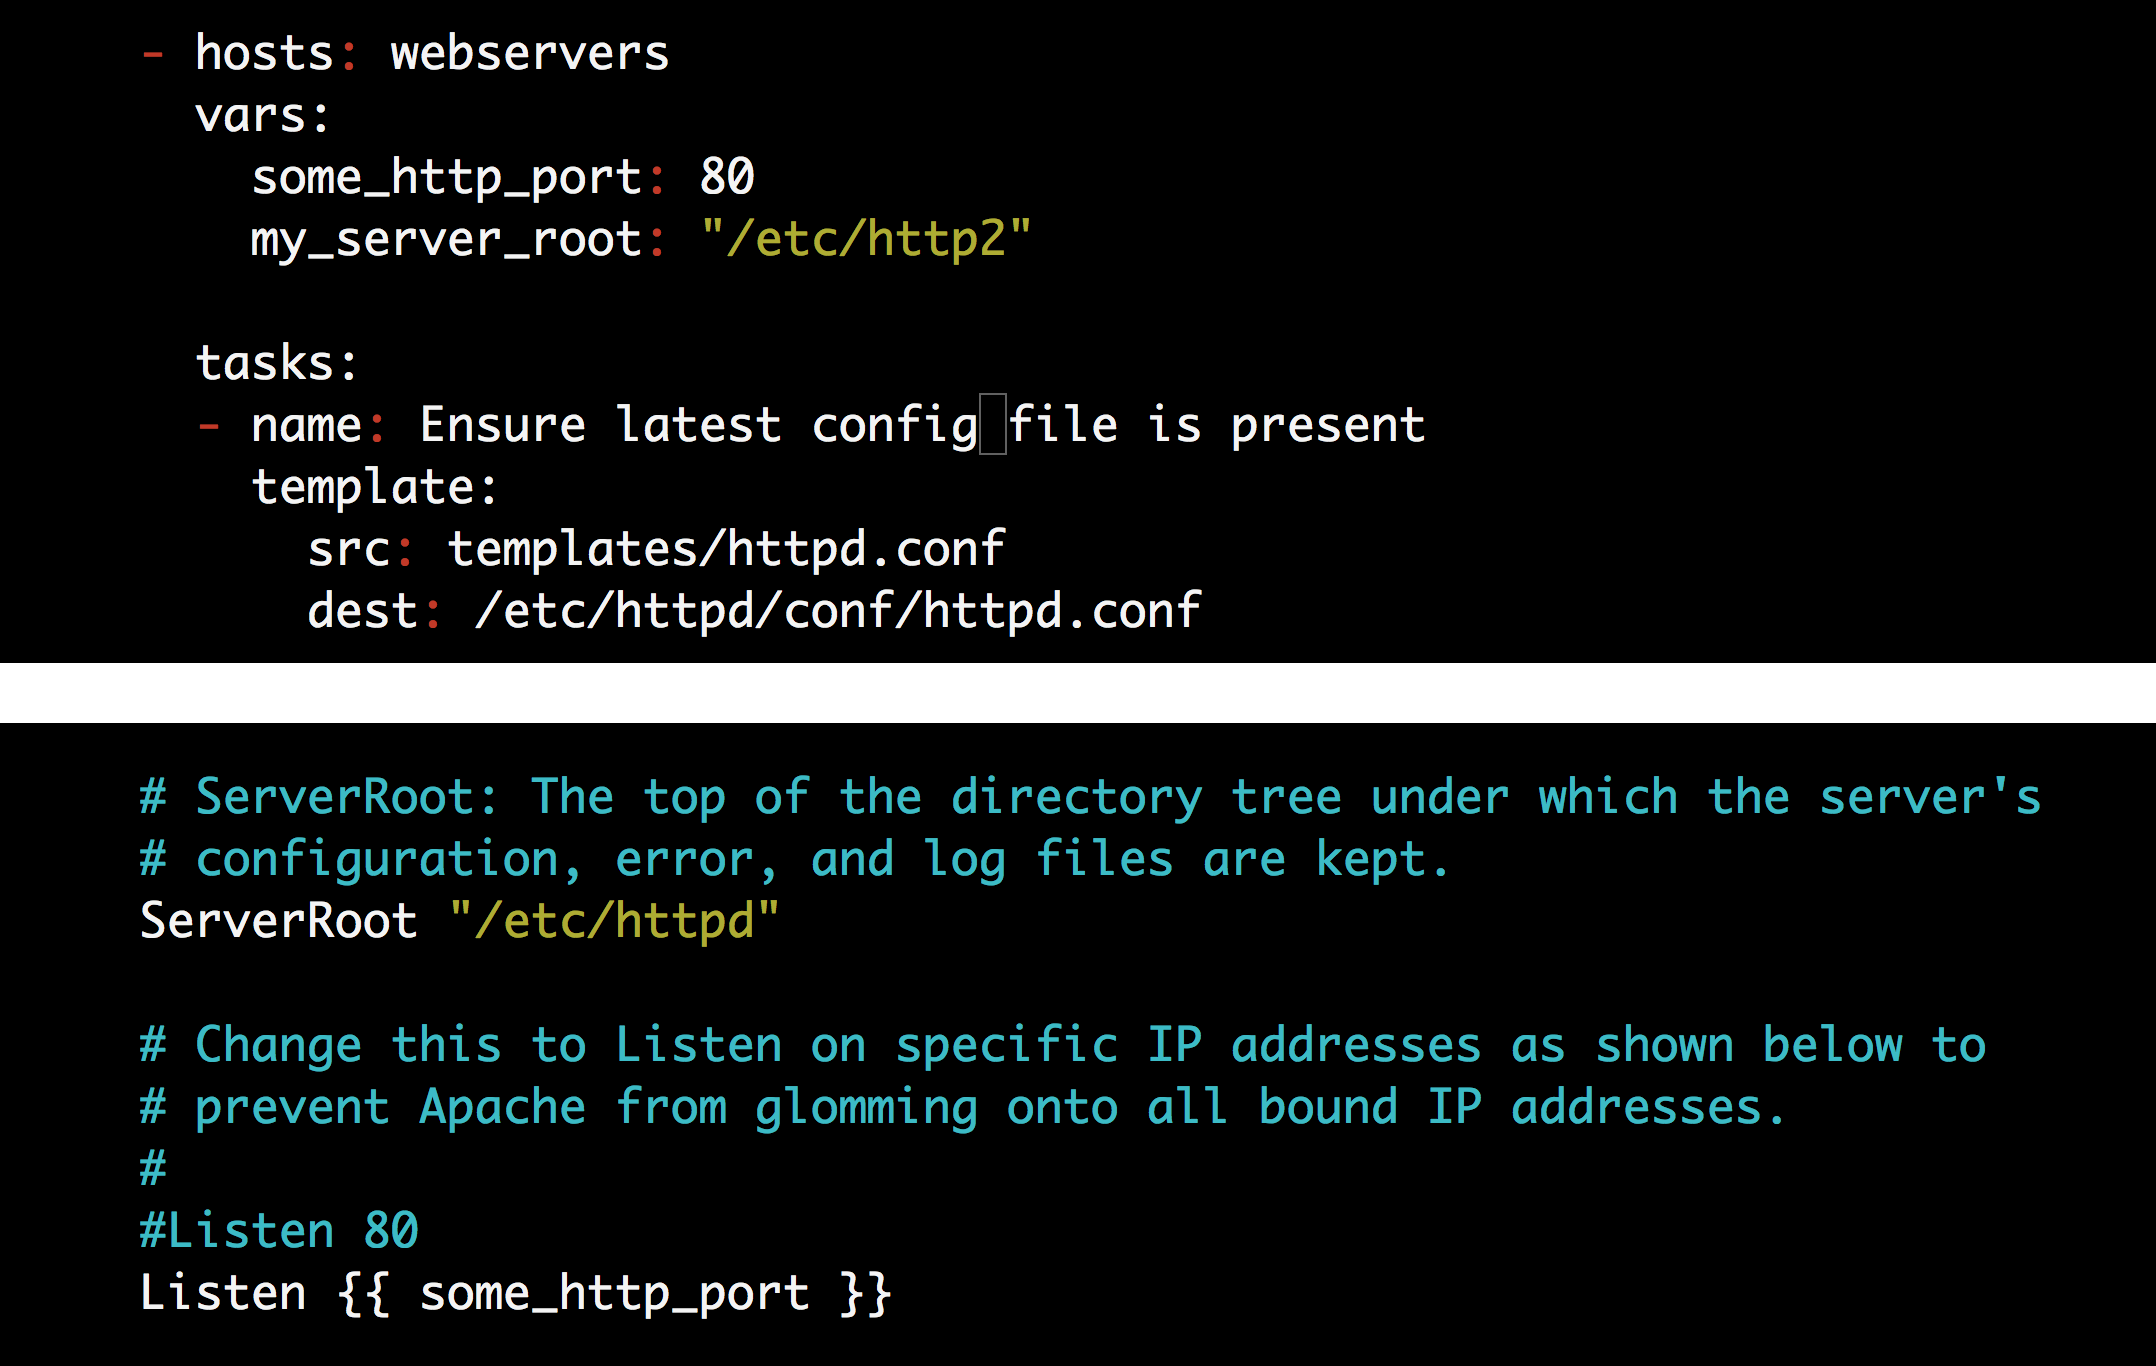 - hosts: webservers
  vars:
    some_http_port: 80
    my_server_root: "/etc/http2"

  tasks:
  - name: Ensure latest config file is present
    template:
      src: templates/httpd.conf
      dest: /etc/httpd/conf/httpd.conf

# ServerRoot: The top of the directory tree under which the server's
# configuration, error, and log files are kept.
ServerRoot "/etc/httpd"

# Change this to Listen on specific IP addresses as shown below to
# prevent Apache from glomming onto all bound IP addresses.
#
#Listen 80
Listen {{ some_http_port }}